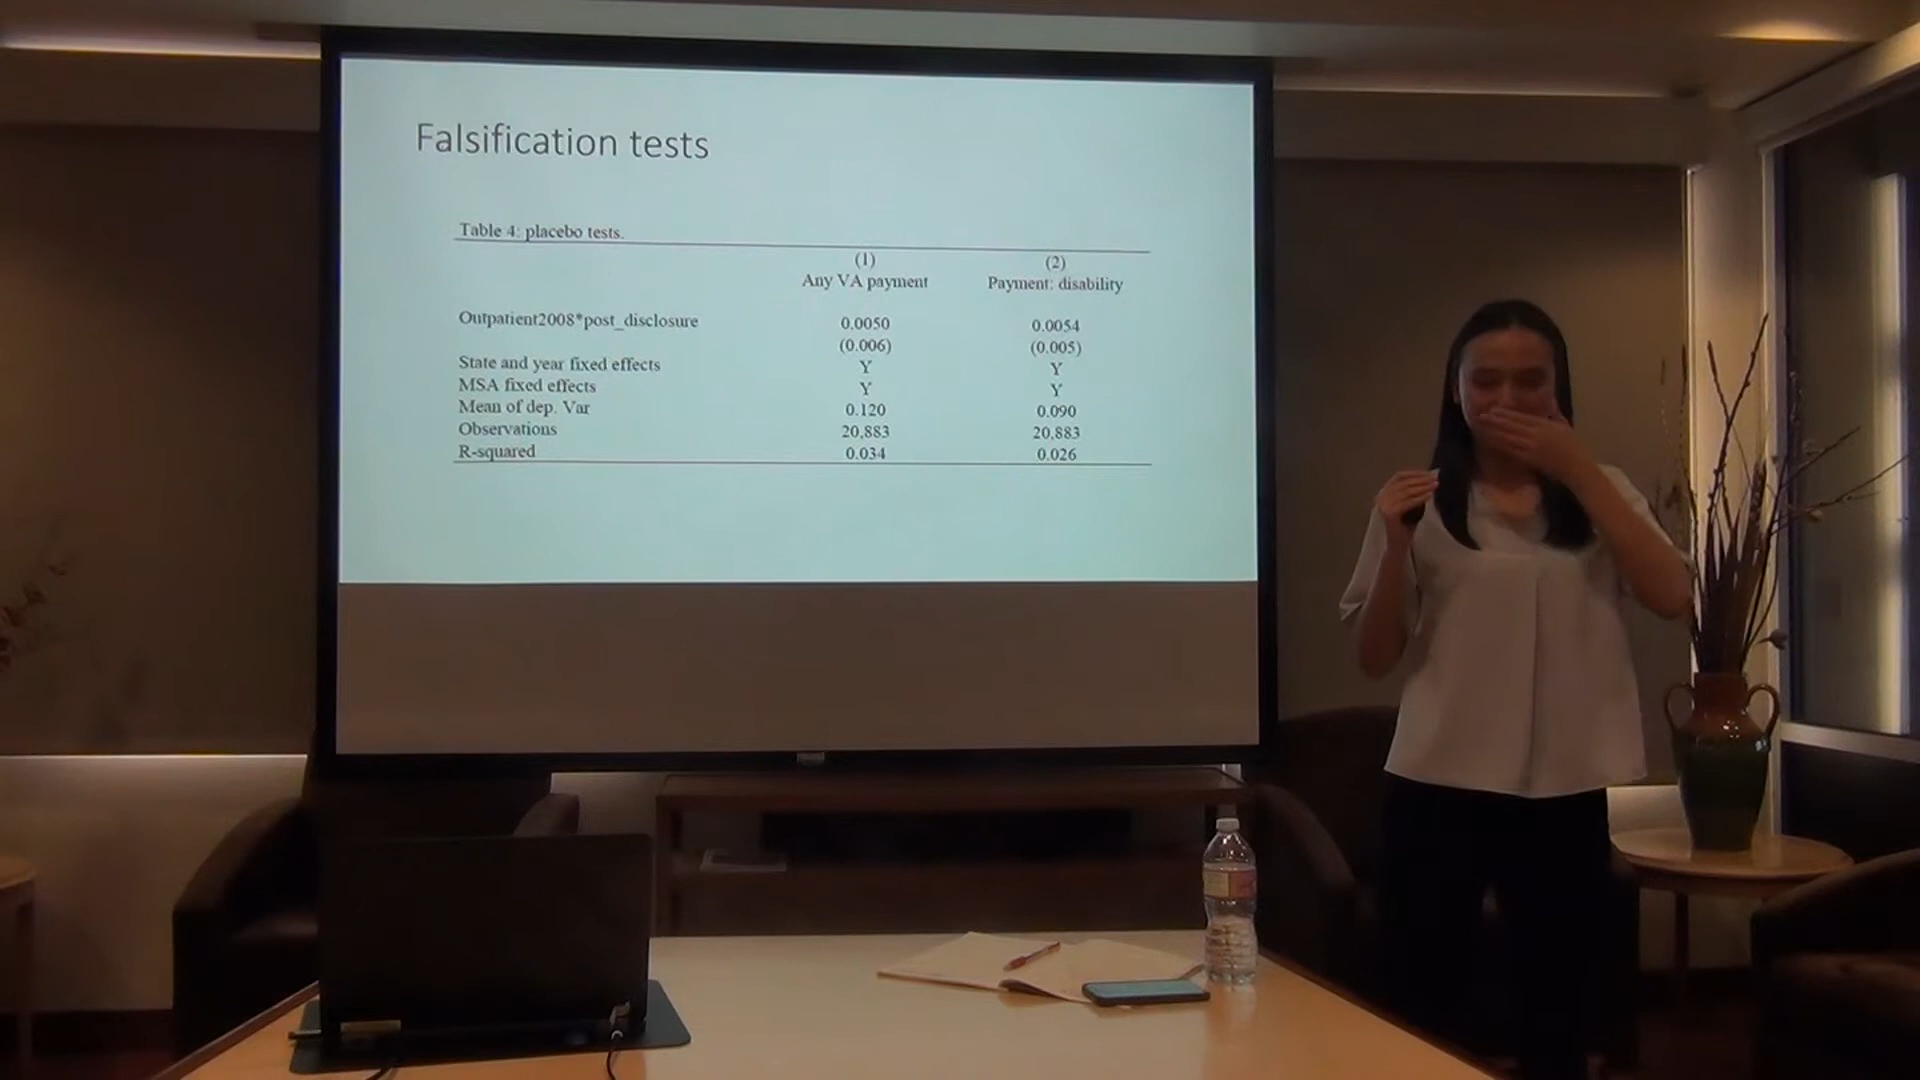 Falsification tests
Table 4: placebo tests.
(1) (2)
Any VA payment Payment: disability
Outpatient2008*post_disclosure 0.0050 0.0054
(0.006) (0.005)
State and year fixed effects Y Y
MSA fixed effects Y Y
Mean of dep. Var 0.120 0.090
Observations 20,883 20,883
R-squared 0.034 0.026